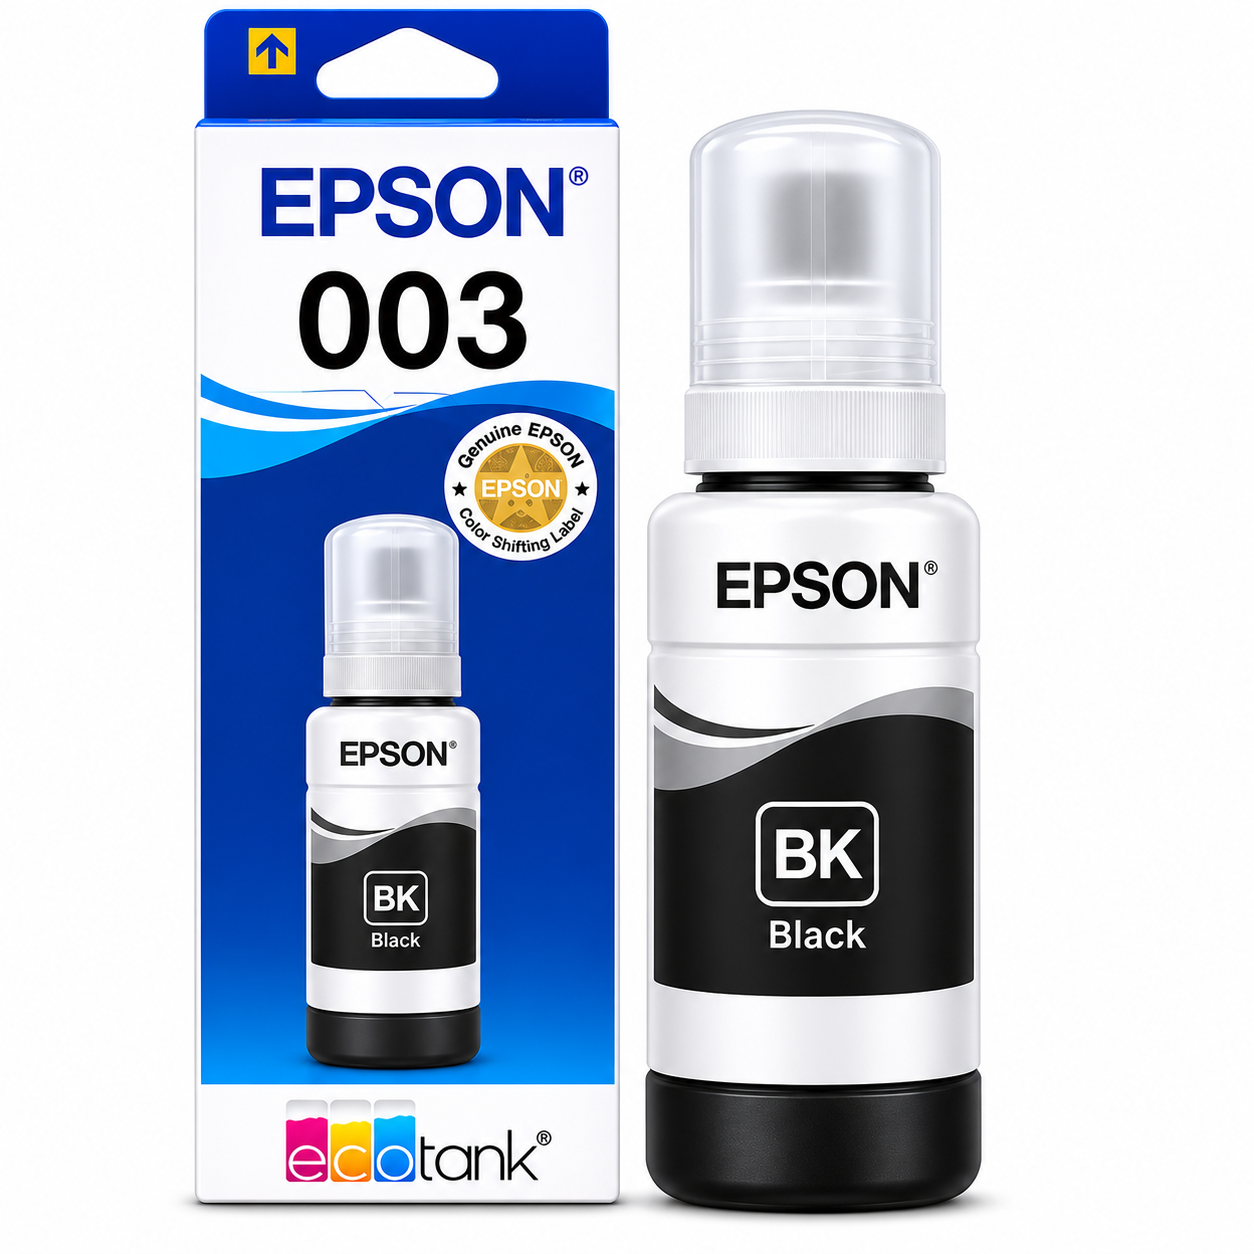 EPSON®
003
Genuine EPSON
EPSON
Color Shifting Label
EPSON®
BK
Black
ecotank®
EPSON®
BK
Black